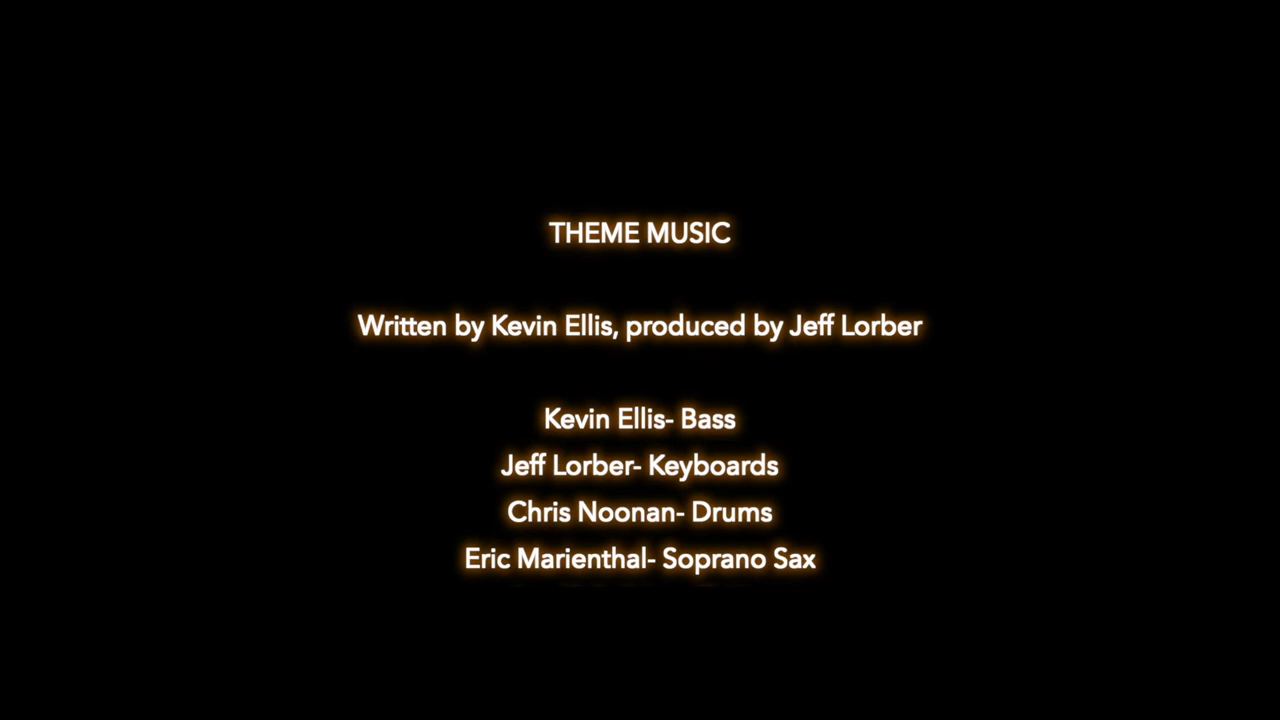 THEME MUSIC
Written by Kevin Ellis, produced by Jeff Lorber
Kevin Ellis- Bass
Jeff Lorber- Keyboards
Chris Noonan- Drums
Eric Marienthal- Soprano Sax